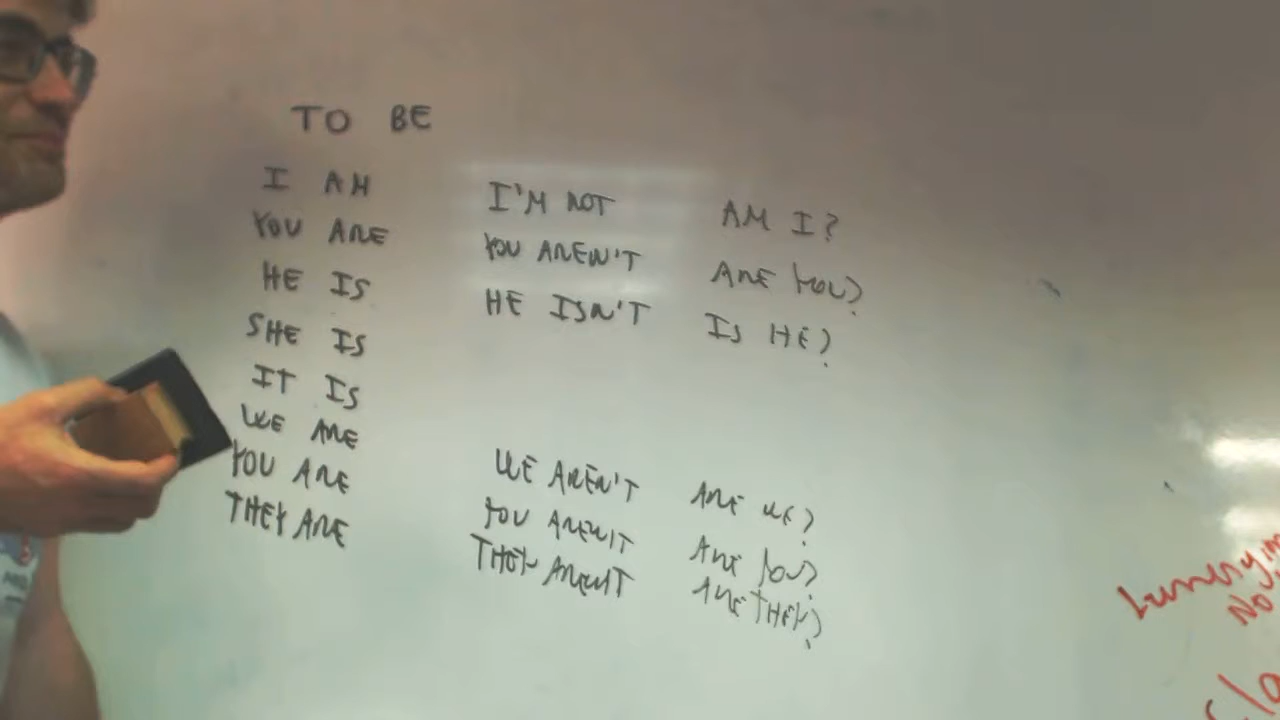 TO BE
I AM I'M NOT AM I?
YOU ARE YOU AREN'T ARE YOU?
HE IS HE ISN'T IS HE?
SHE IS
IT IS
WE ARE WE AREN'T ARE WE?
YOU ARE YOU AREN'T ARE YOU?
THEY ARE THEY AREN'T ARE THEY?
No